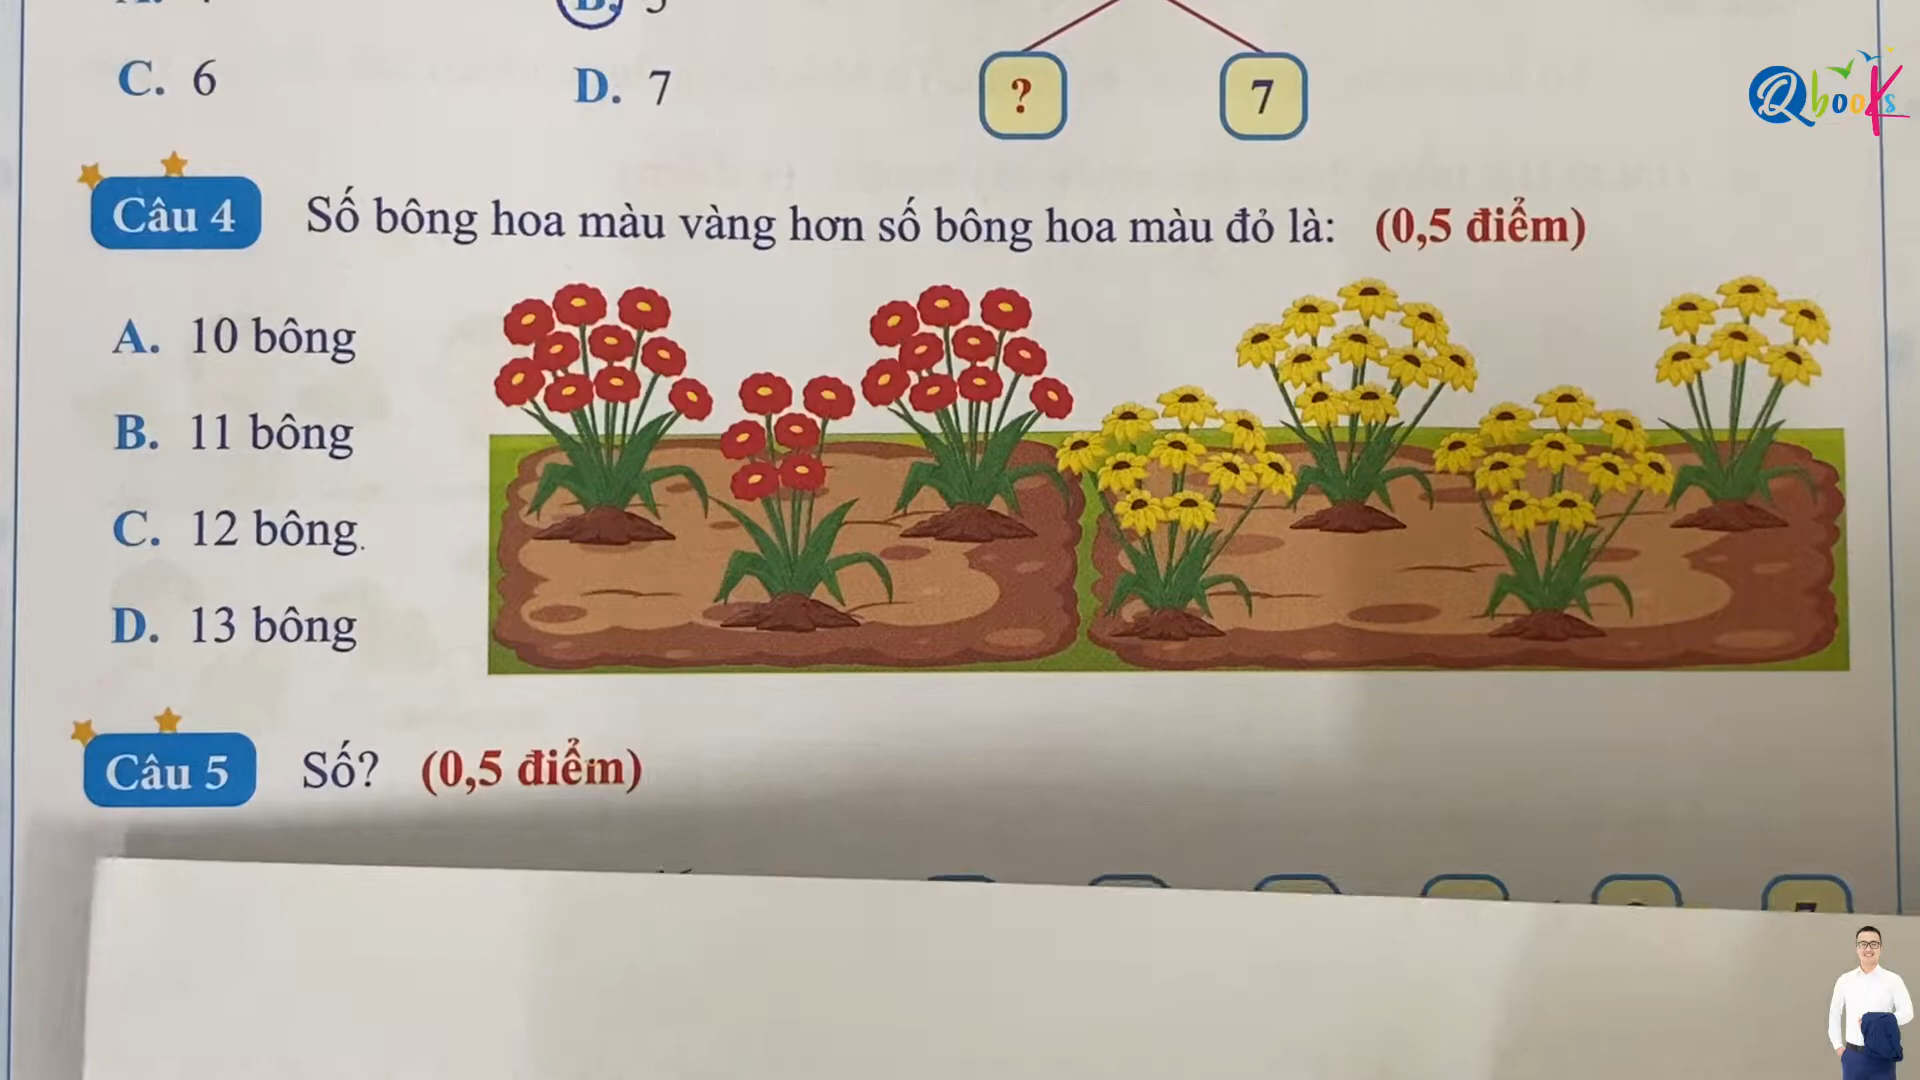 C. 6
D. 7
?
7
Qbooks
Câu 4 Số bông hoa màu vàng hơn số bông hoa màu đỏ là: (0,5 điểm)
A. 10 bông
B. 11 bông
C. 12 bông.
D. 13 bông
Câu 5 Số? (0,5 điểm)